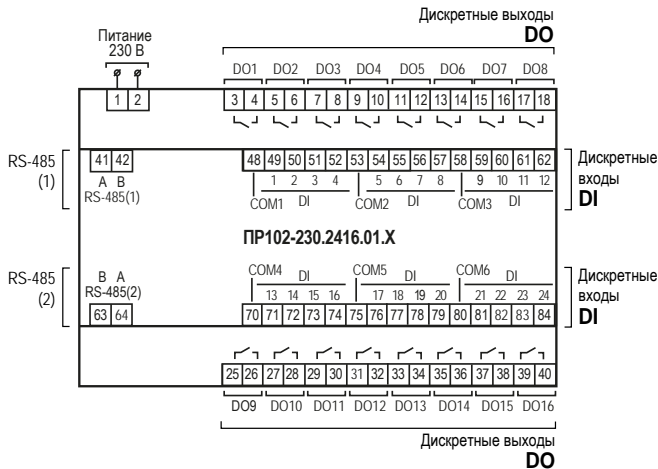 Дискретные выходы
DO
Питание
230 В
DO1 DO2 DO3 DO4 DO5 DO6 DO7 DO8
1 2 3 4 5 6 7 8 9 10 11 12 13 14 15 16 17 18
RS-485
(1)
41 42 48 49 50 51 52 53 54 55 56 57 58 59 60 61 62
A B
RS-485(1)
1 2 3 4 5 6 7 8 9 10 11 12
COM1 DI COM2 DI COM3 DI
Дискретные
входы
DI
ПР102-230.2416.01.X
RS-485
(2)
B A
RS-485(2)
COM4 DI COM5 DI COM6 DI
13 14 15 16 17 18 19 20 21 22 23 24
63 64 70 71 72 73 74 75 76 77 78 79 80 81 82 83 84
Дискретные
входы
DI
25 26 27 28 29 30 31 32 33 34 35 36 37 38 39 40
DO9 DO10 DO11 DO12 DO13 DO14 DO15 DO16
Дискретные выходы
DO